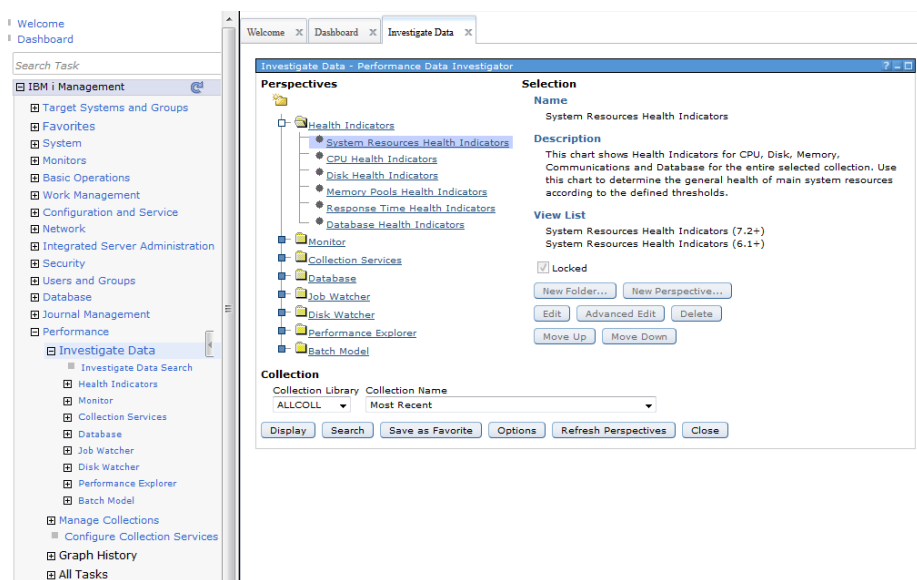 Welcome
Dashboard
Search Task
IBM i Management
Target Systems and Groups
Favorites
System
Monitors
Basic Operations
Work Management
Configuration and Service
Network
Integrated Server Administration
Security
Users and Groups
Database
Journal Management
Performance
Investigate Data
Investigate Data Search
Health Indicators
Monitor
Collection Services
Database
Job Watcher
Disk Watcher
Performance Explorer
Batch Model
Manage Collections
Configure Collection Services
Graph History
All Tasks
Welcome X Dashboard X Investigate Data X
Investigate Data - Performance Data Investigator
Perspectives
Health Indicators
System Resources Health Indicators
CPU Health Indicators
Disk Health Indicators
Memory Pools Health Indicators
Response Time Health Indicators
Database Health Indicators
Monitor
Collection Services
Database
Job Watcher
Disk Watcher
Performance Explorer
Batch Model
Selection
Name
System Resources Health Indicators
Description
This chart shows Health Indicators for CPU, Disk, Memory,
Communications and Database for the entire selected collection. Use
this chart to determine the general health of main system resources
according to the defined thresholds.
View List
System Resources Health Indicators (7.2+)
System Resources Health Indicators (6.1+)
Locked
New Folder... New Perspective...
Edit Advanced Edit Delete
Move Up Move Down
Collection
Collection Library Collection Name
ALLCOLL Most Recent
Display Search Save as Favorite Options Refresh Perspectives Close